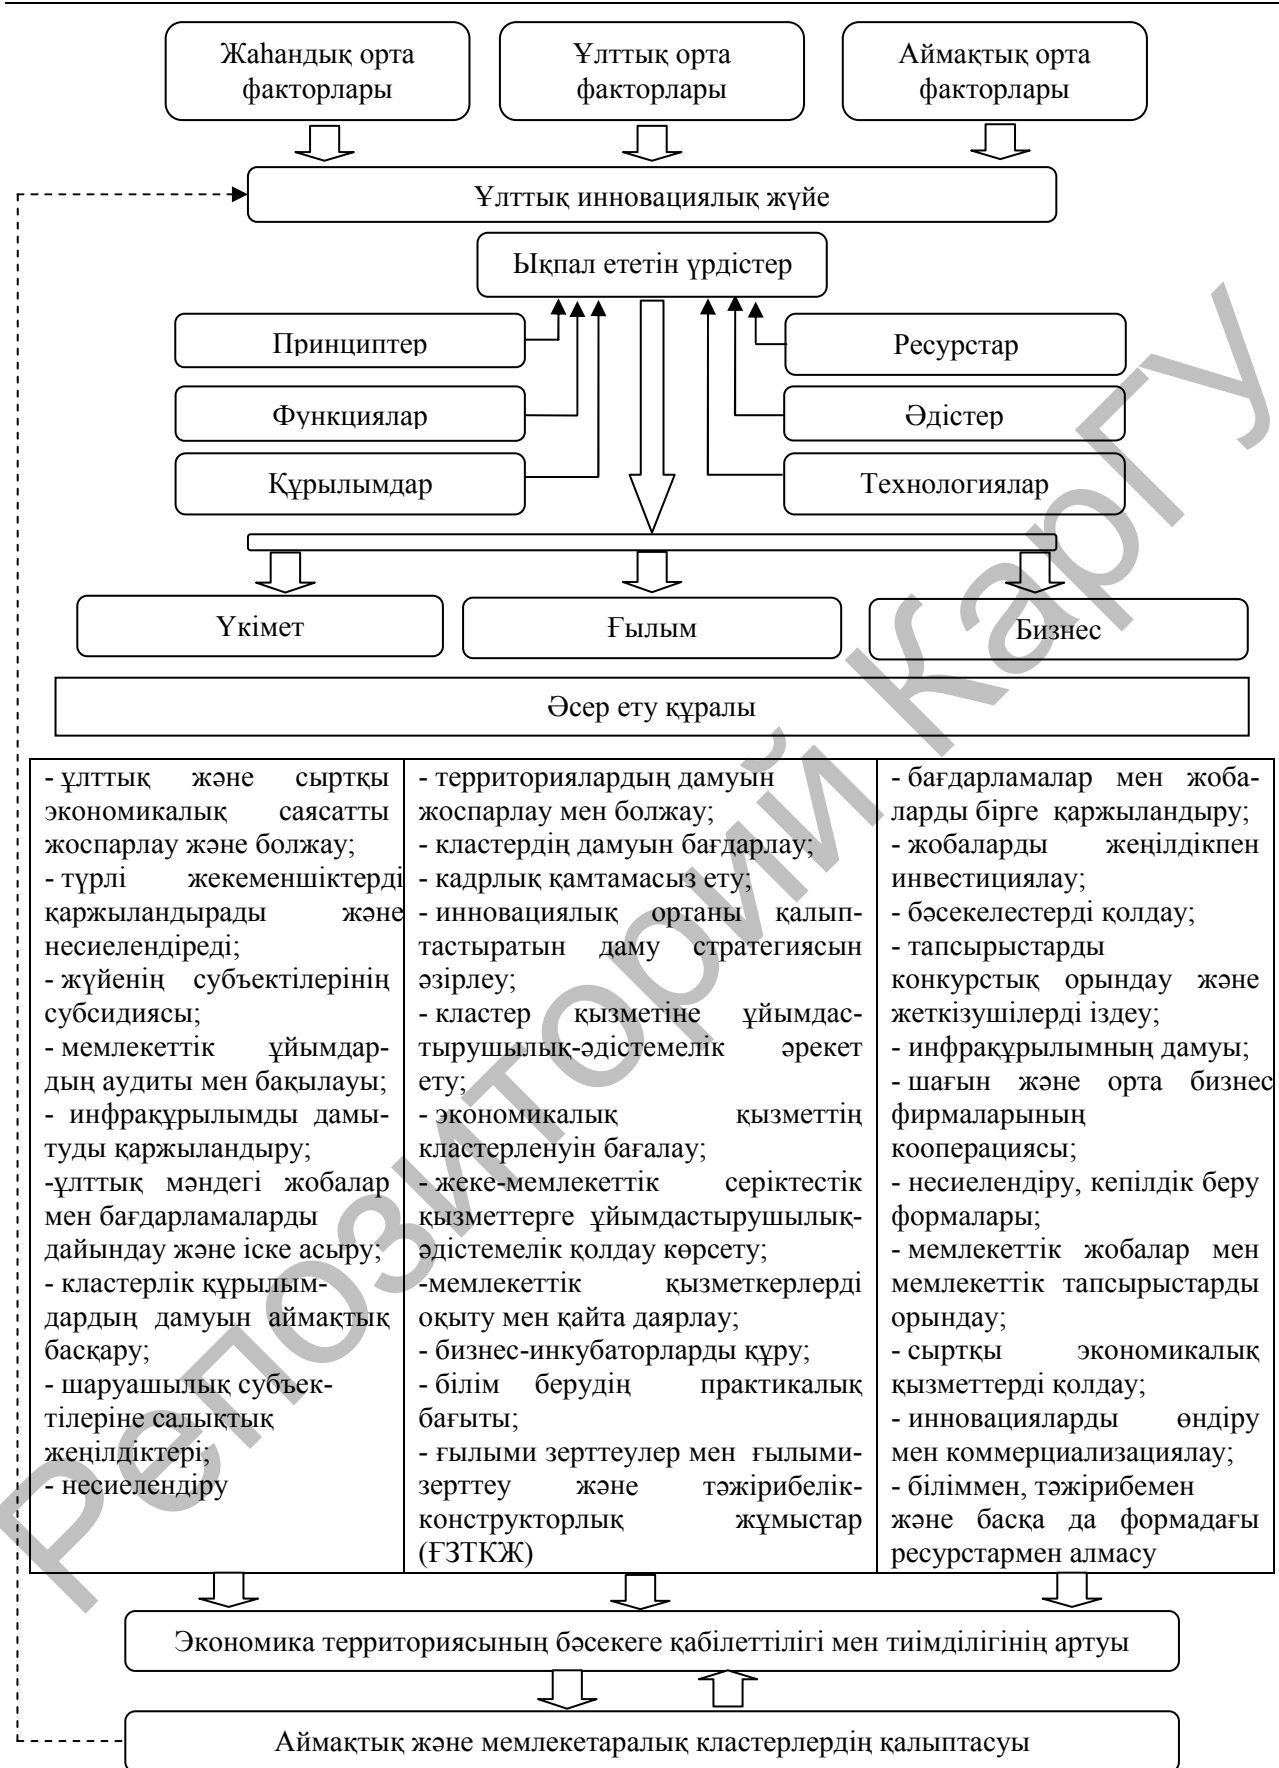 Жаһандық орта
факторлары
Ұлттық орта
факторлары
Аймақтық орта
факторлары
Ұлттық инновациялық жүйе
Ықпал ететін үрдістер
Принциптер
Ресурстар
Функциялар
Әдістер
Құрылымдар
Технологиялар
Үкімет
Ғылым
Бизнес
Әсер ету құралы
- ұлттық және сыртқы
экономикалық саясатты
жоспарлау және болжау;
- түрлі жекеменшіктерді
қаржыландырады және
несиелендіреді;
- жүйенің субъектілерінің
субсидиясы;
- мемлекеттік ұйымдар-
дың аудиты мен бақылауы;
- инфрақұрылымды дамы-
туды қаржыландыру;
-ұлттық мәндегі жобалар
мен бағдарламаларды
дайындау және іске асыру;
- кластерлік құрылым-
дардың дамуын аймақтық
басқару;
- шаруашылық субъек-
тілеріне салықтық
жеңілдіктері;
- несиелендіру
- территориялардың дамуын
жоспарлау мен болжау;
- кластердің дамуын бағдарлау;
- кадрлық қамтамасыз ету;
- инновациялық ортаны қалып-
тастыратын даму стратегиясын
әзірлеу;
- кластер қызметіне ұйымдас-
тырушылық-әдістемелік әрекет
ету;
- экономикалық қызметтің
кластерленуін бағалау;
- жеке-мемлекеттік серіктестік
қызметтерге ұйымдастырушылық-
әдістемелік қолдау көрсету;
-мемлекеттік қызметкерлерді
оқыту мен қайта даярлау;
- бизнес-инкубаторларды құру;
- білім берудің практикалық
бағыты;
- ғылыми зерттеулер мен ғылыми-
зерттеу және тәжірибелік-
конструкторлық жұмыстар
(ҒЗТКЖ)
- бағдарламалар мен жоба-
ларды бірге қаржыландыру;
- жобаларды жеңілдікпен
инвестициялау;
- бәсекелестерді қолдау;
- тапсырыстарды
конкурстық орындау және
жеткізушілерді іздеу;
- инфрақұрылымның дамуы;
- шағын және орта бизнес
фирмаларының
кооперациясы;
- несиелендіру, кепілдік беру
формалары;
- мемлекеттік жобалар мен
мемлекеттік тапсырыстарды
орындау;
- сыртқы экономикалық
қызметтерді қолдау;
- инновацияларды өндіру
мен коммерциализациялау;
- біліммен, тәжірибемен
және басқа да формадағы
ресурстармен алмасу
Экономика территориясының бәсекеге қабілеттілігі мен тиімділігінің артуы
Аймақтық және мемлекетаралық кластерлердің қалыптасуы
Репозиторий КарГУ